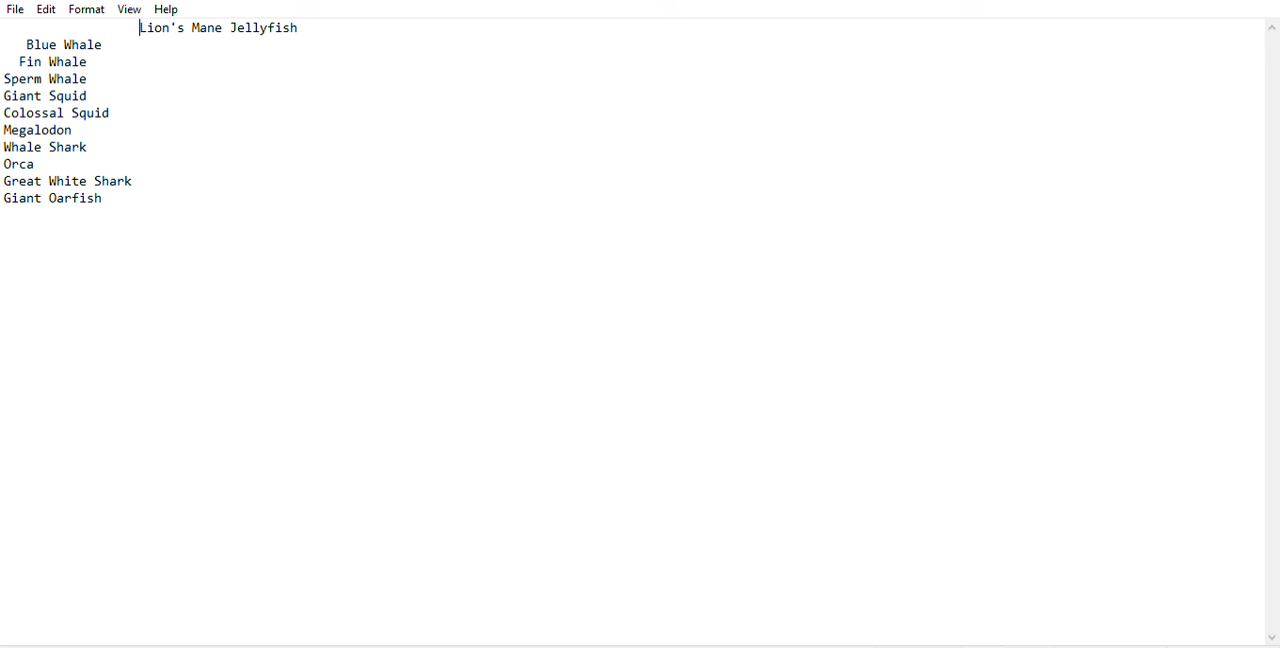 File Edit Format View Help
Lion's Mane Jellyfish
Blue Whale
Fin Whale
Sperm Whale
Giant Squid
Colossal Squid
Megalodon
Whale Shark
Orca
Great White Shark
Giant Oarfish